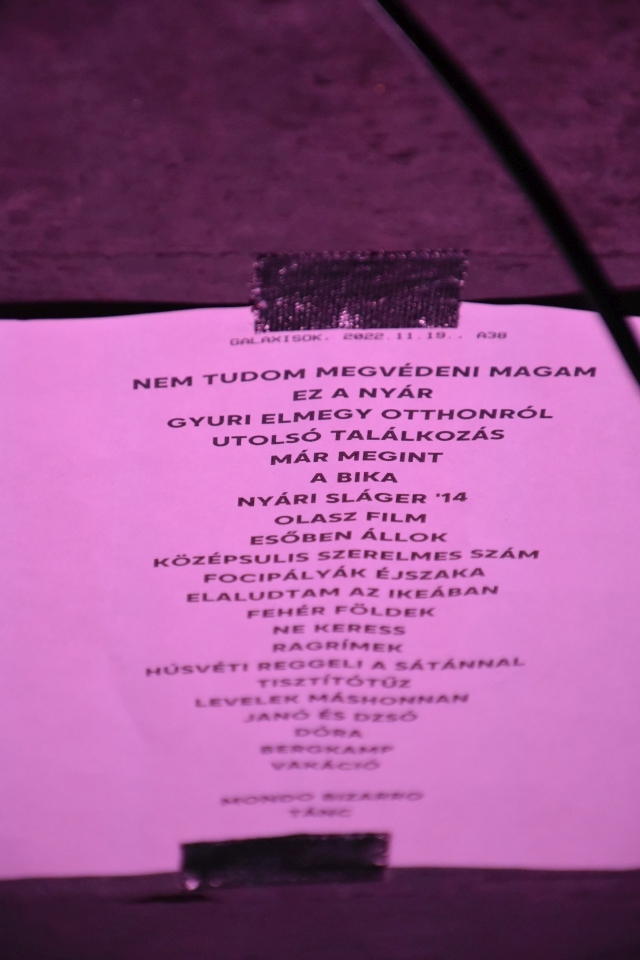 GALAXISOK. 2022.11.19.. A38
NEM TUDOM MEGVÉDENI MAGAM
EZ A NYÁR
GYURI ELMEGY OTTHONRÓL
UTOLSÓ TALÁLKOZÁS
MÁR MEGINT
A BIKA
NYÁRI SLÁGER '14
OLASZ FILM
ESŐBEN ÁLLOK
KÖZÉPSULIS SZERELMES SZÁM
FOCIPÁLYÁK ÉJSZAKA
ELALUDTAM AZ IKEÁBAN
FEHÉR FÖLDEK
NE KERESS
RAGRÍMEK
HÚSVÉTI REGGELI A SÁTÁNNAL
TISZTÍTÓTŰZ
LEVELEK MÁSHONNAN
JANÓ ÉS DZSÓ
DÓRA
BERGKAMP
VAKÁCIÓ
MONDO BIZARRO
TÁNC